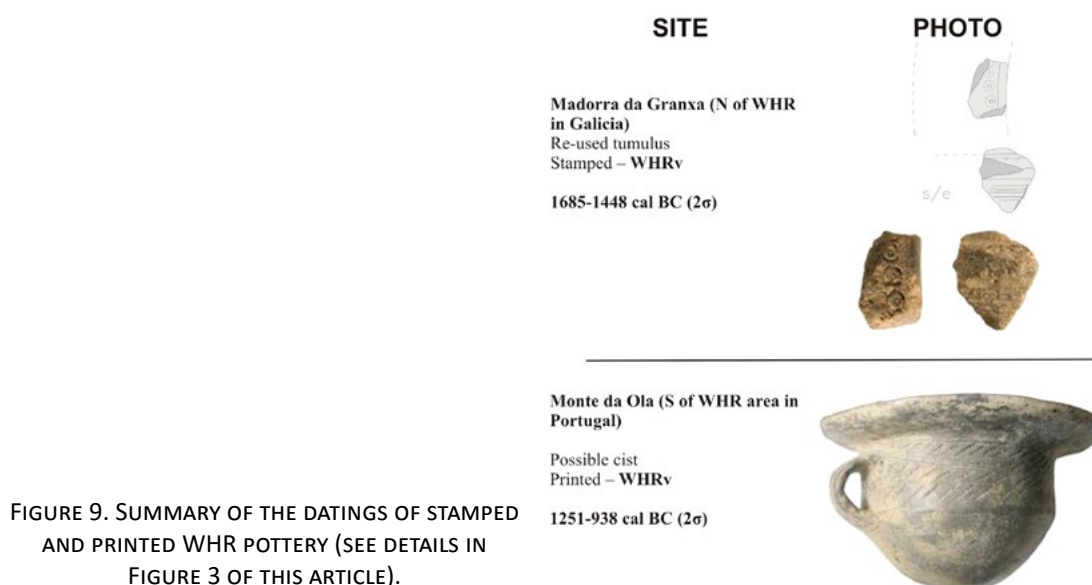 SITE PHOTO
Madorra da Granxa (N of WHR
in Galicia)
Re-used tumulus
Stamped – WHRv
1685-1448 cal BC (2σ)
s/e
Monte da Ola (S of WHR area in
Portugal)
Possible cist
Printed – WHRv
1251-938 cal BC (2σ)
FIGURE 9. SUMMARY OF THE DATINGS OF STAMPED
AND PRINTED WHR POTTERY (SEE DETAILS IN
FIGURE 3 OF THIS ARTICLE).